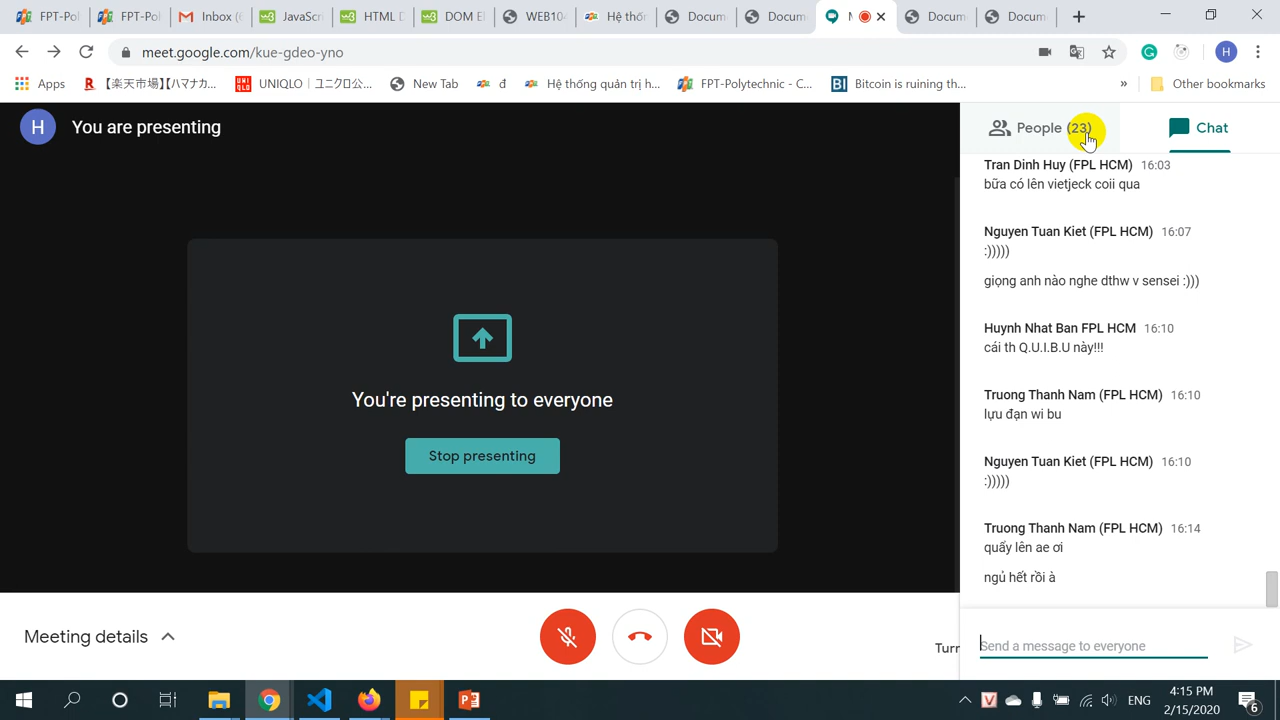 FPT-Pol
FPT-Pol
Inbox (6
JavaScri
HTML D
DOM El
WEB104
Hệ thốn
Docum
Docum
M
Docum
Docum
meet.google.com/kue-gdeo-yno
H
Apps
【楽天市場】【ハマナカ...
UNIQLO | ユニクロ公...
New Tab
đ
Hệ thống quản trị h...
FPT-Polytechnic - C...
BI
Bitcoin is ruining th...
»
Other bookmarks
H
You are presenting
People (23)
Chat
Tran Dinh Huy (FPL HCM) 16:03
bữa có lên vietjeck coii qua
Nguyen Tuan Kiet (FPL HCM) 16:07
:)))))
giọng anh nào nghe dthw v sensei :)))
Huynh Nhat Ban FPL HCM 16:10
cái th Q.U.I.B.U này!!!
Truong Thanh Nam (FPL HCM) 16:10
lựu đạn wi bu
Nguyen Tuan Kiet (FPL HCM) 16:10
:)))))
Truong Thanh Nam (FPL HCM) 16:14
quẩy lên ae ơi
ngủ hết rồi à
You're presenting to everyone
Stop presenting
Meeting details
Turn
Send a message to everyone
ENG
4:15 PM
2/15/2020
6